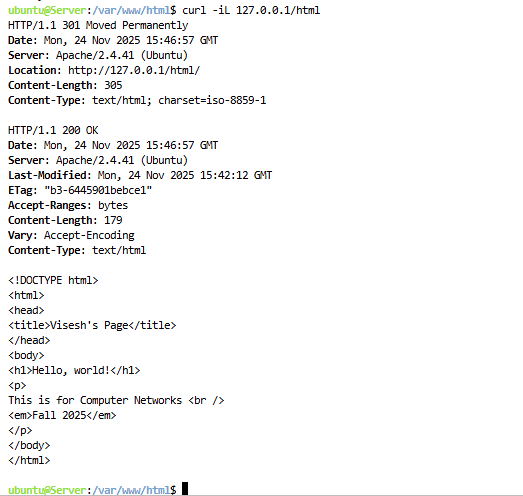 ubuntu@Server:/var/www/html$ curl -iL 127.0.0.1/html
HTTP/1.1 301 Moved Permanently
Date: Mon, 24 Nov 2025 15:46:57 GMT
Server: Apache/2.4.41 (Ubuntu)
Location: http://127.0.0.1/html/
Content-Length: 305
Content-Type: text/html; charset=iso-8859-1

HTTP/1.1 200 OK
Date: Mon, 24 Nov 2025 15:46:57 GMT
Server: Apache/2.4.41 (Ubuntu)
Last-Modified: Mon, 24 Nov 2025 15:42:12 GMT
ETag: "b3-6445901bebce1"
Accept-Ranges: bytes
Content-Length: 179
Vary: Accept-Encoding
Content-Type: text/html

<!DOCTYPE html>
<html>
<head>
<title>Visesh's Page</title>
</head>
<body>
<h1>Hello, world!</h1>
<p>
This is for Computer Networks <br />
<em>Fall 2025</em>
</p>
</body>
</html>

ubuntu@Server:/var/www/html$